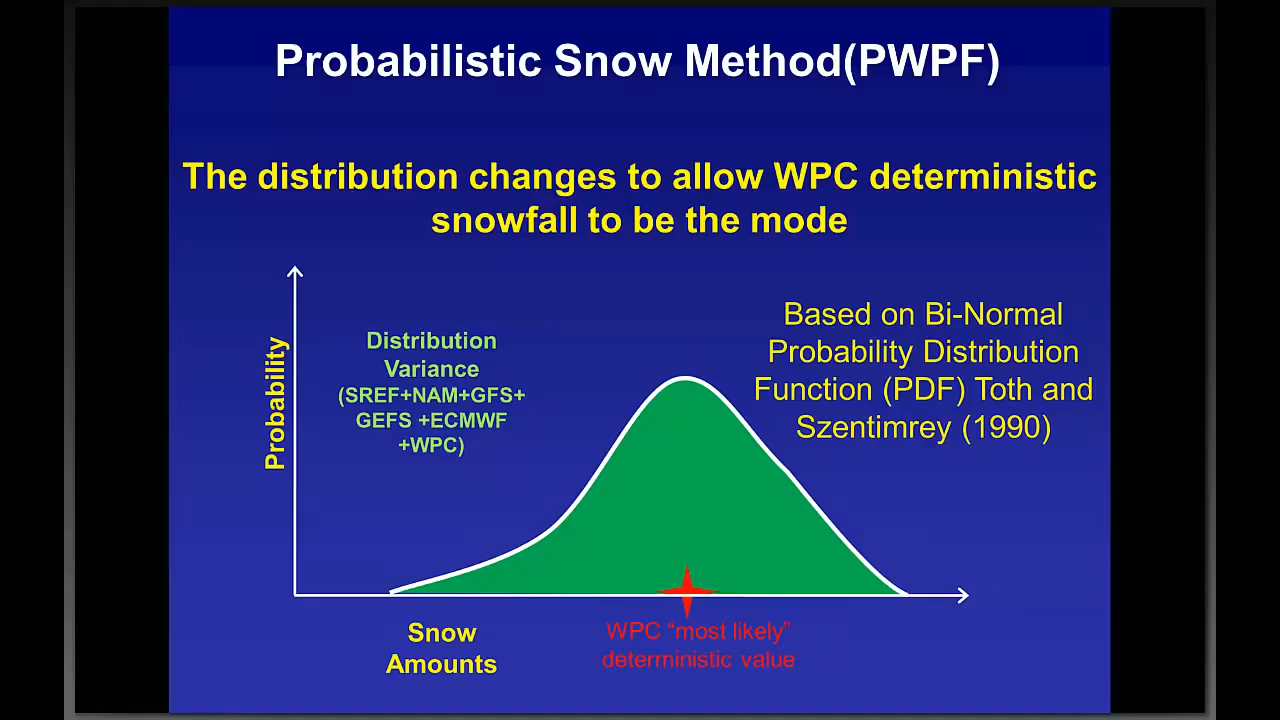 Probabilistic Snow Method(PWPF)
The distribution changes to allow WPC deterministic
snowfall to be the mode
Probability
Distribution
Variance
(SREF+NAM+GFS+
GEFS +ECMWF
+WPC)
Based on Bi-Normal
Probability Distribution
Function (PDF) Toth and
Szentimrey (1990)
Snow
Amounts
WPC “most likely”
deterministic value